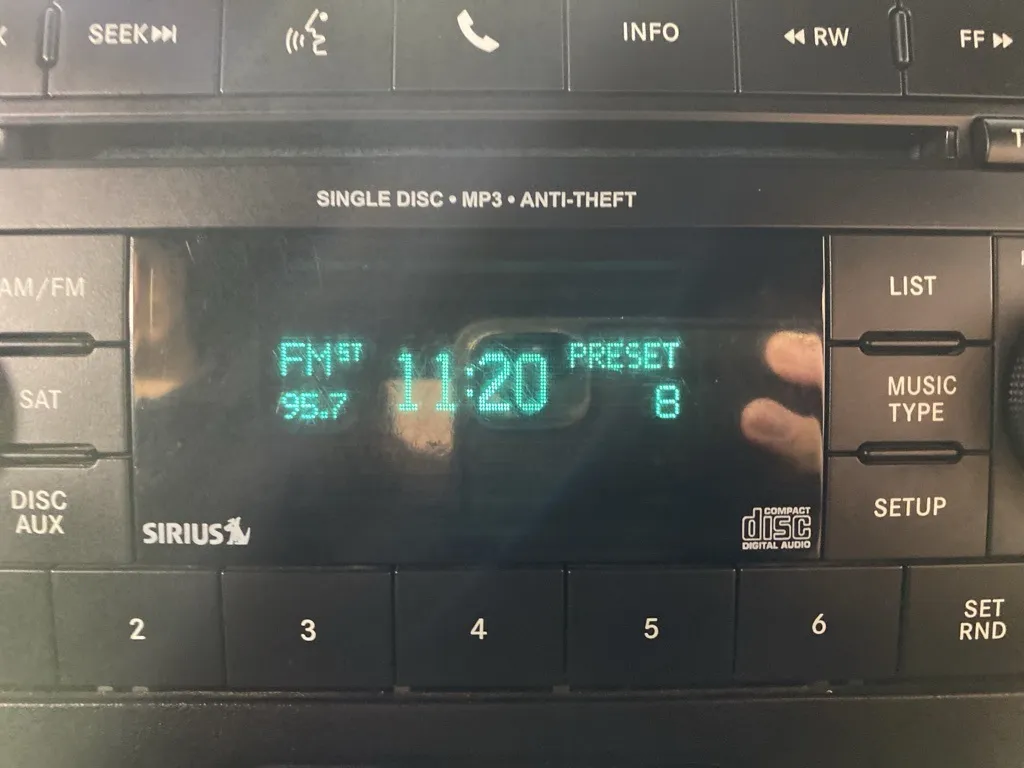 SEEK
INFO
RW
FF
SINGLE DISC • MP3 • ANTI-THEFT
AM/FM
LIST
FM ST
95.7
11:20
PRESET
8
SAT
MUSIC
TYPE
DISC
AUX
SETUP
SIRIUS
COMPACT
disc
DIGITAL AUDIO
2
3
4
5
6
SET
RND